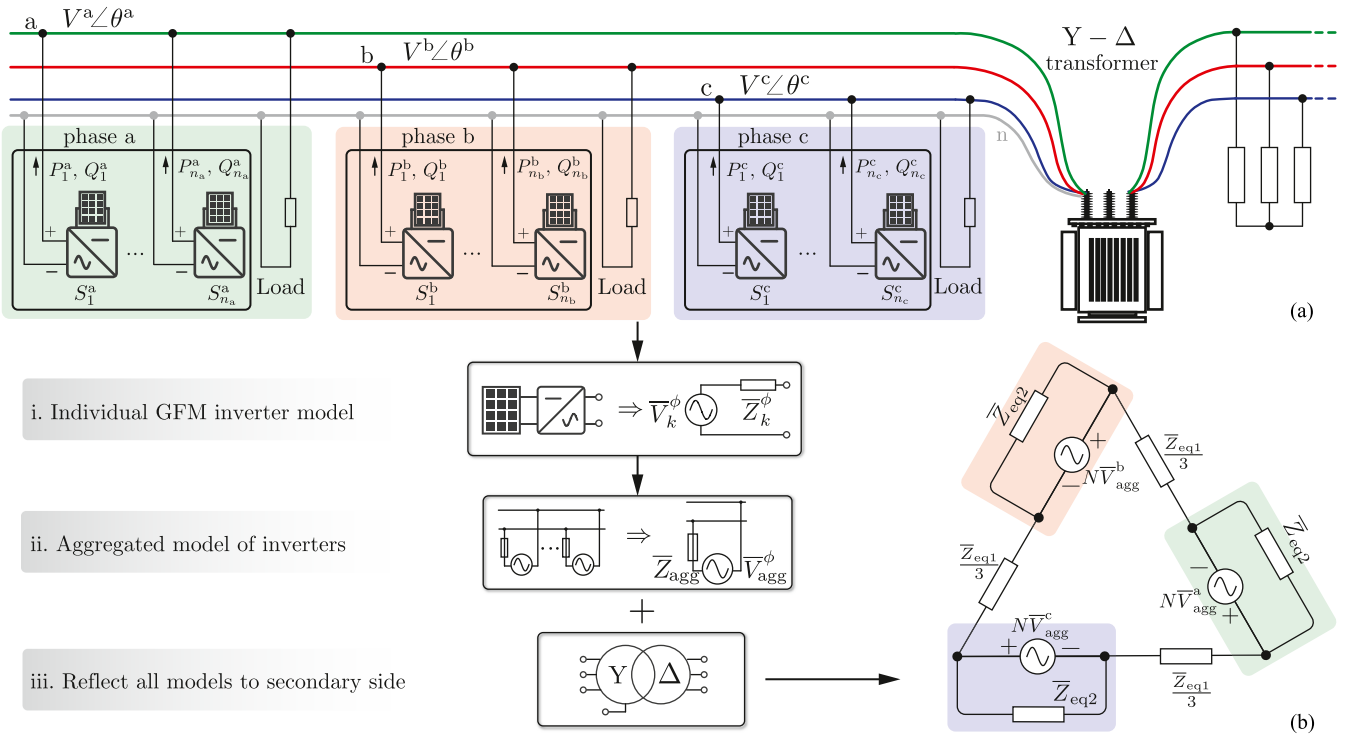 a V^a∠θ^a
b V^b∠θ^b
c V^c∠θ^c
n
Y − Δ
transformer
phase a
P_1^a, Q_1^a
P_{n_a}^a, Q_{n_a}^a
+
−
...
+
−
S_1^a
S_{n_a}^a
Load
phase b
P_1^b, Q_1^b
P_{n_b}^b, Q_{n_b}^b
+
−
...
+
−
S_1^b
S_{n_b}^b
Load
phase c
P_1^c, Q_1^c
P_{n_c}^c, Q_{n_c}^c
+
−
...
+
−
S_1^c
S_{n_c}^c
Load
(a)
i. Individual GFM inverter model
⇒ V̅_k^ϕ Z̅_k^ϕ
ii. Aggregated model of inverters
... ⇒ Z̅_agg V̅_agg^ϕ
+
iii. Reflect all models to secondary side
Y Δ
Z̅_eq2
+
−
NV̅_agg^b
Z̅_eq1/3
Z̅_eq2
−
+
NV̅_agg^a
Z̅_eq1/3
NV̅_agg^c
+
−
Z̅_eq2
Z̅_eq1/3
(b)